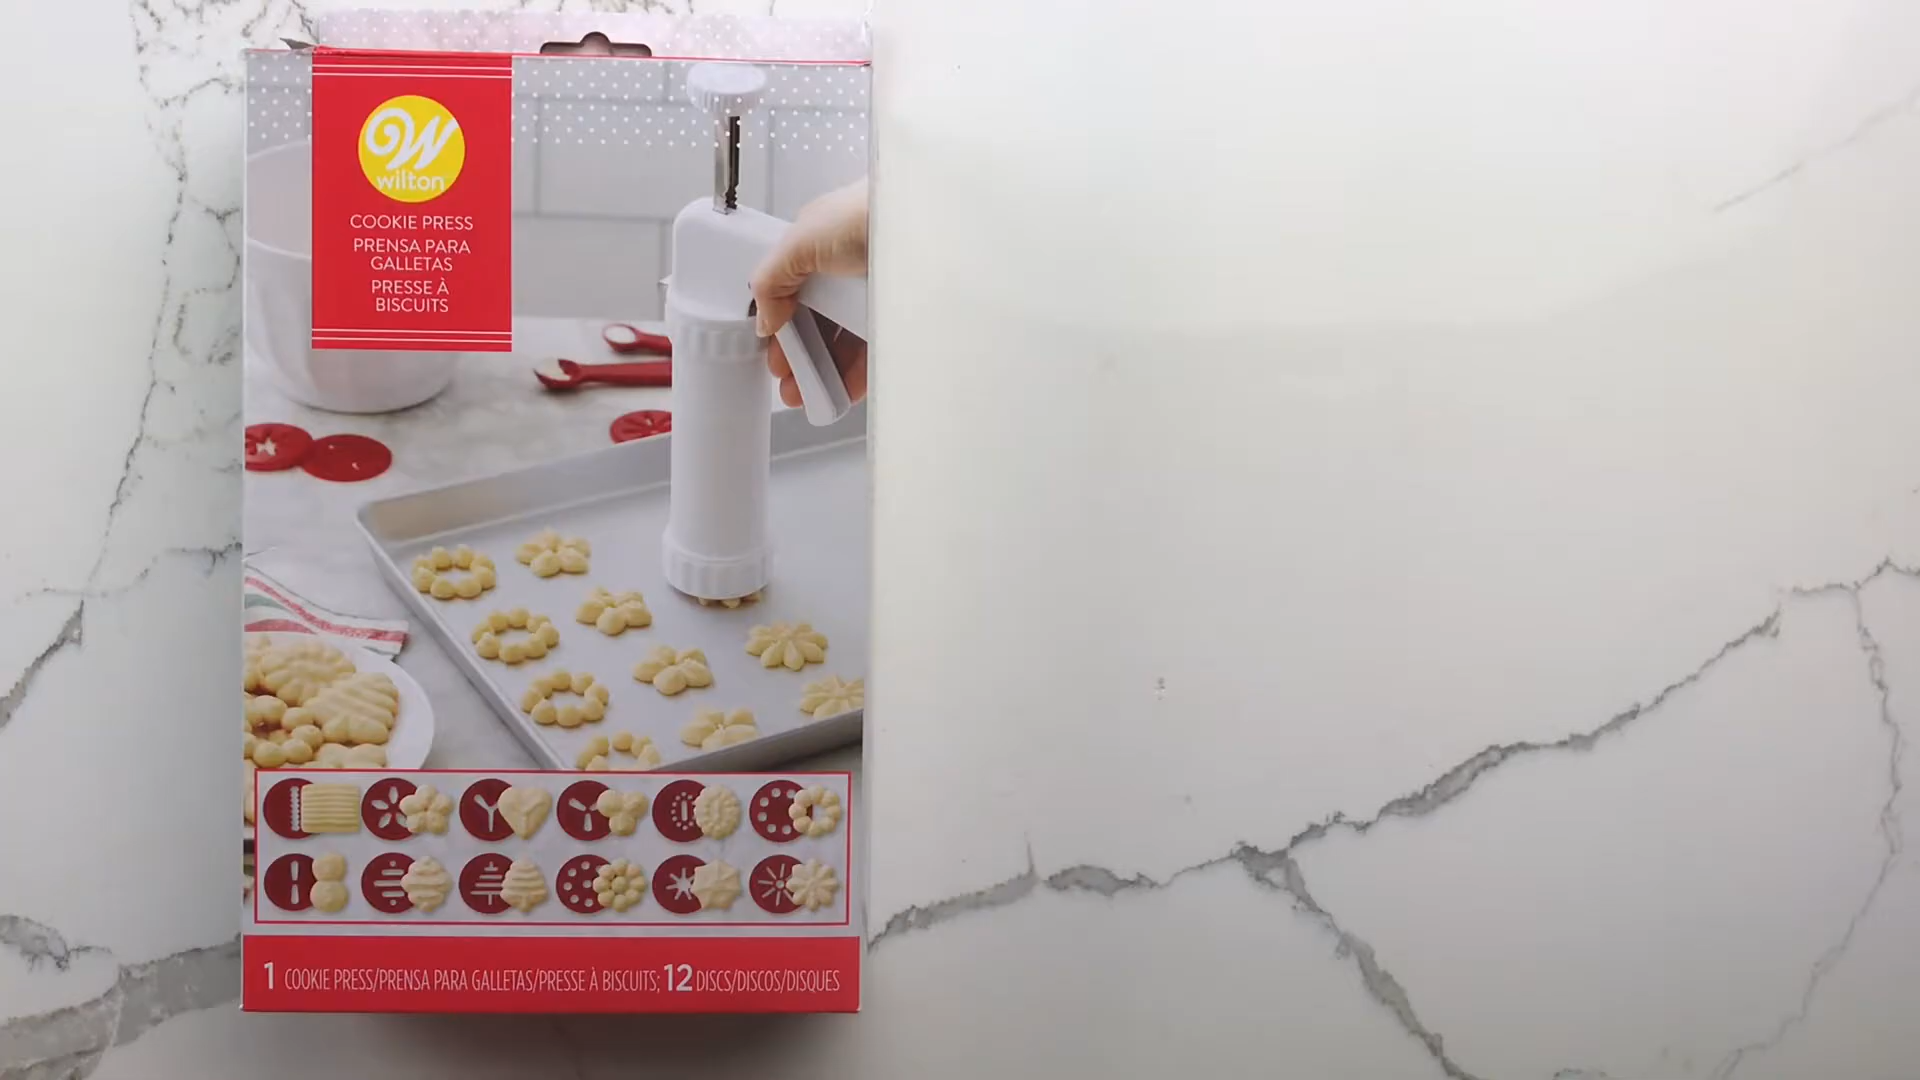 wilton
COOKIE PRESS
PRENSA PARA
GALLETAS
PRESSE À
BISCUITS
1 COOKIE PRESS/PRENSA PARA GALLETAS/PRESSE À BISCUITS; 12 DISCS/DISCOS/DISQUES